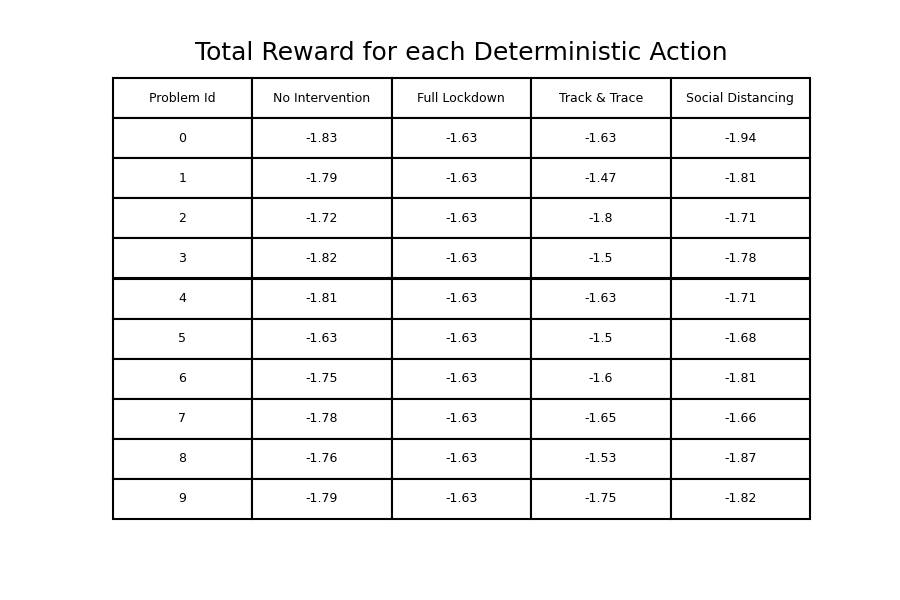 Total Reward for each Deterministic Action
Problem Id No Intervention Full Lockdown Track & Trace Social Distancing
0 -1.83 -1.63 -1.63 -1.94
1 -1.79 -1.63 -1.47 -1.81
2 -1.72 -1.63 -1.8 -1.71
3 -1.82 -1.63 -1.5 -1.78
4 -1.81 -1.63 -1.63 -1.71
5 -1.63 -1.63 -1.5 -1.68
6 -1.75 -1.63 -1.6 -1.81
7 -1.78 -1.63 -1.65 -1.66
8 -1.76 -1.63 -1.53 -1.87
9 -1.79 -1.63 -1.75 -1.82